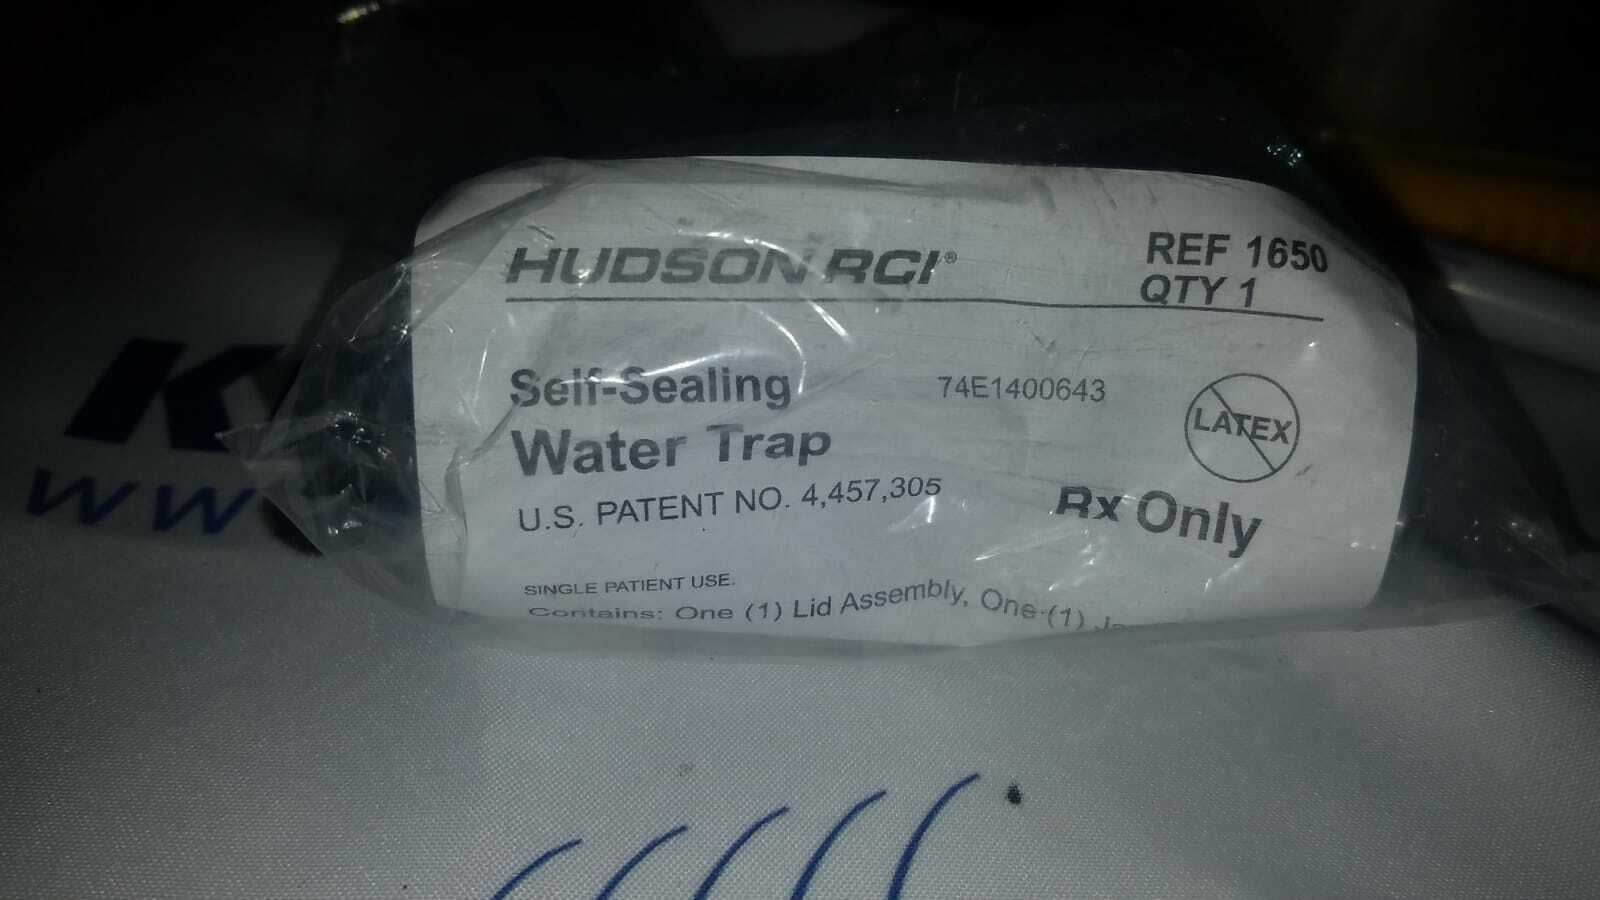 HUDSON RCI®
REF 1650
QTY 1
Self-Sealing
Water Trap
74E1400643
LATEX
U.S. PATENT NO. 4,457,305
Rx Only
SINGLE PATIENT USE.
Contains: One (1) Lid Assembly, One (1)
K
WW